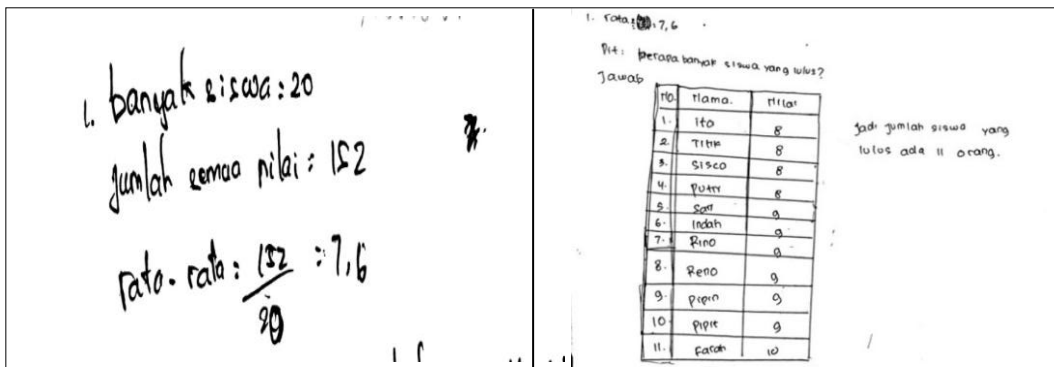 1. banyak siswa : 20
jumlah semua nilai : 152
rata-rata : 152 : 7,6
20
1. rata : 7,6
Dit : berapa banyak siswa yang lulus?
Jawab
No. Nama. Nilai
1. Ita 8
2. Titik 8
3. Sisco 8
4. Putri 8
5. Sari 9
6. Indah 9
7. Rino 9
8. Reno 9
9. pipin 9
10. pipit 9
11. Farah 10
Jadi jumlah siswa yang
lulus ada 11 orang.